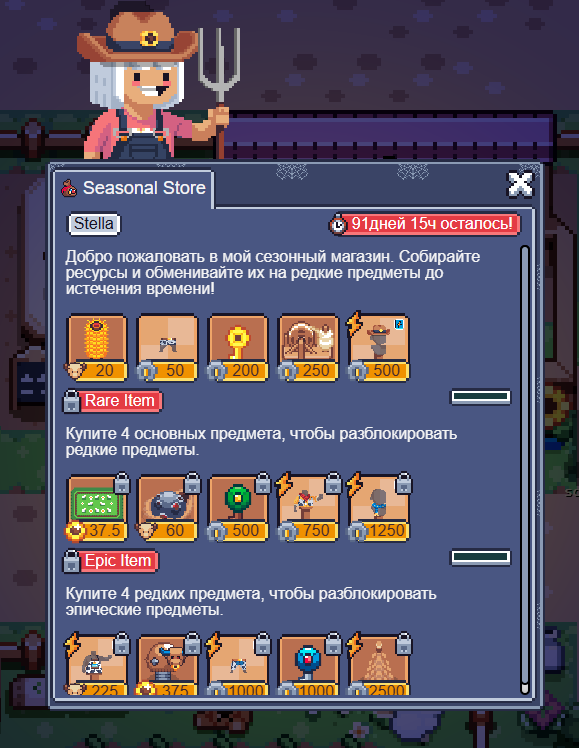 Seasonal Store
Stella
91дней 15ч осталось!
Добро пожаловать в мой сезонный магазин. Собирайте
ресурсы и обменивайте их на редкие предметы до
истечения времени!
20 50 200 250 500
Rare Item
Купите 4 основных предмета, чтобы разблокировать
редкие предметы.
37.5 60 500 750 1250
Epic Item
Купите 4 редких предмета, чтобы разблокировать
эпические предметы.
225 375 1000 1000 2500